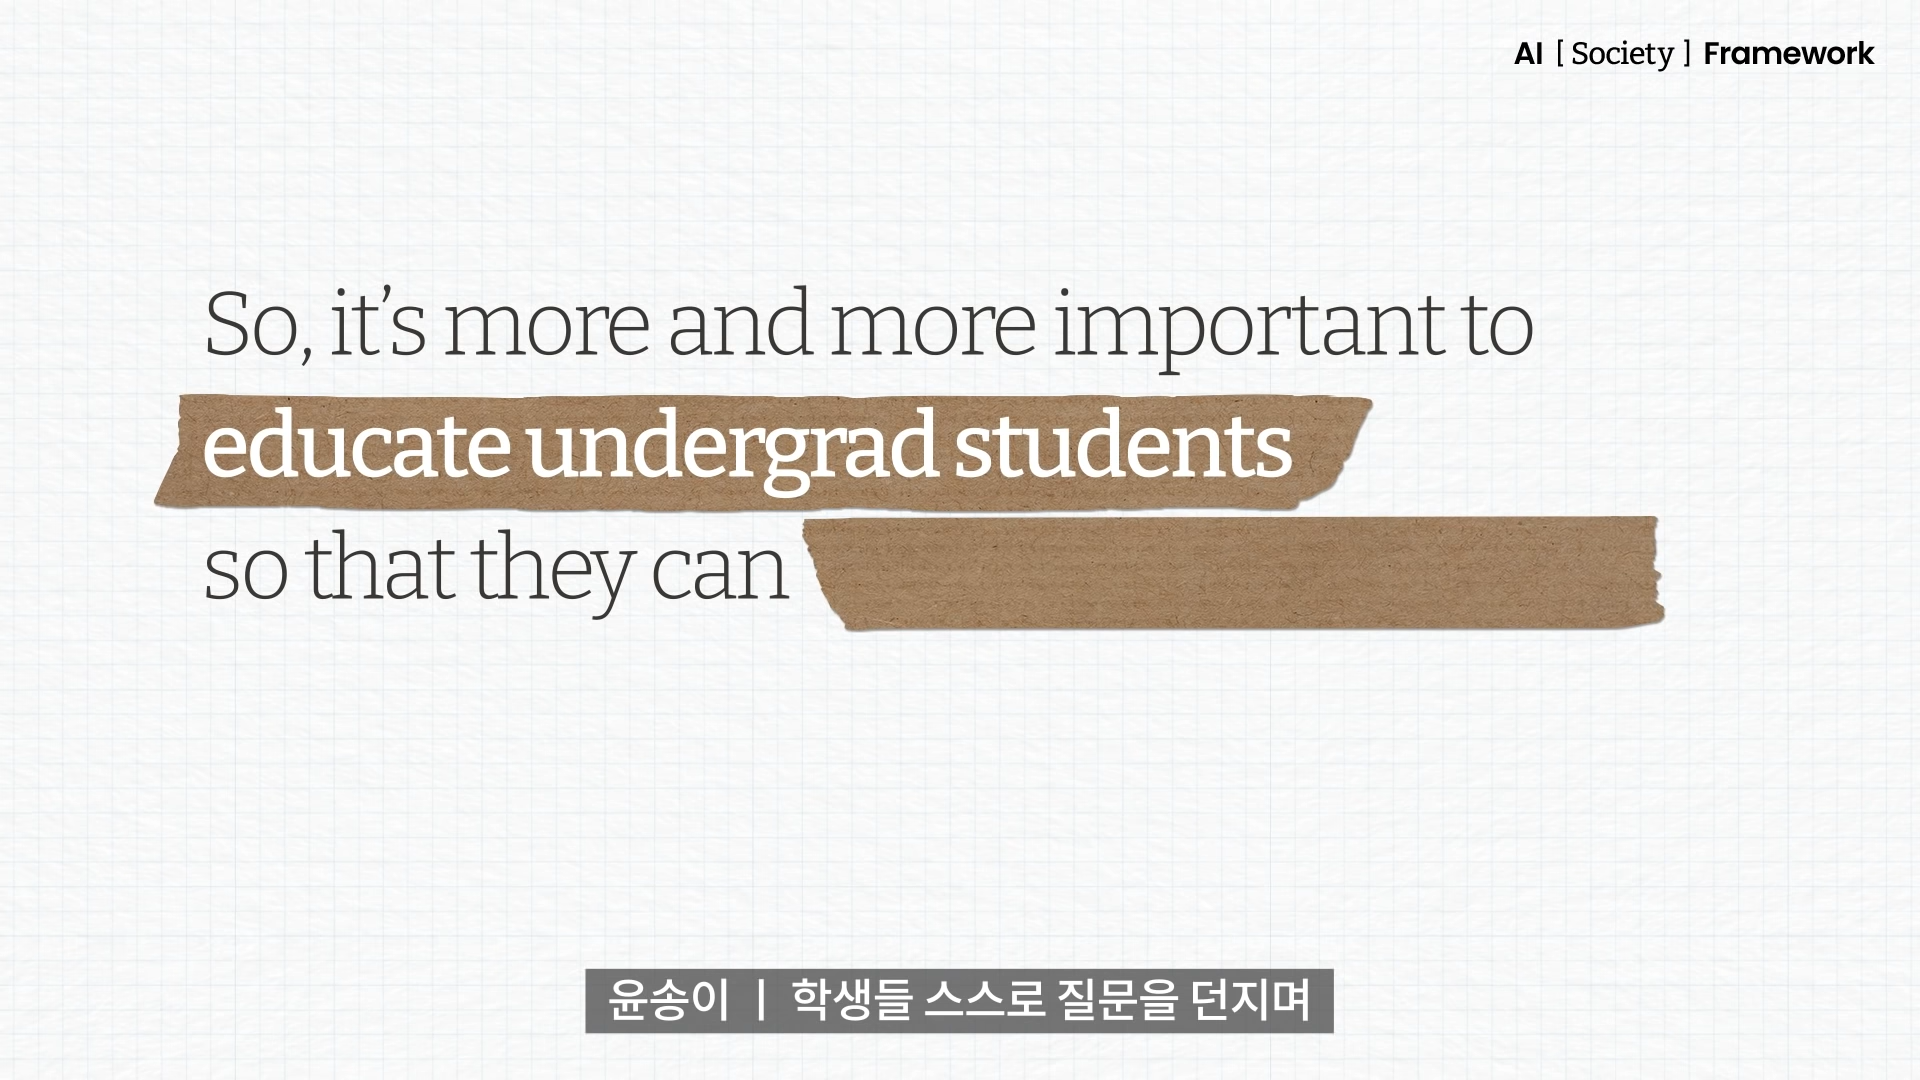 AI [ Society ] Framework
So, it’s more and more important to
educate undergrad students
so that they can
윤송이 | 학생들 스스로 질문을 던지며